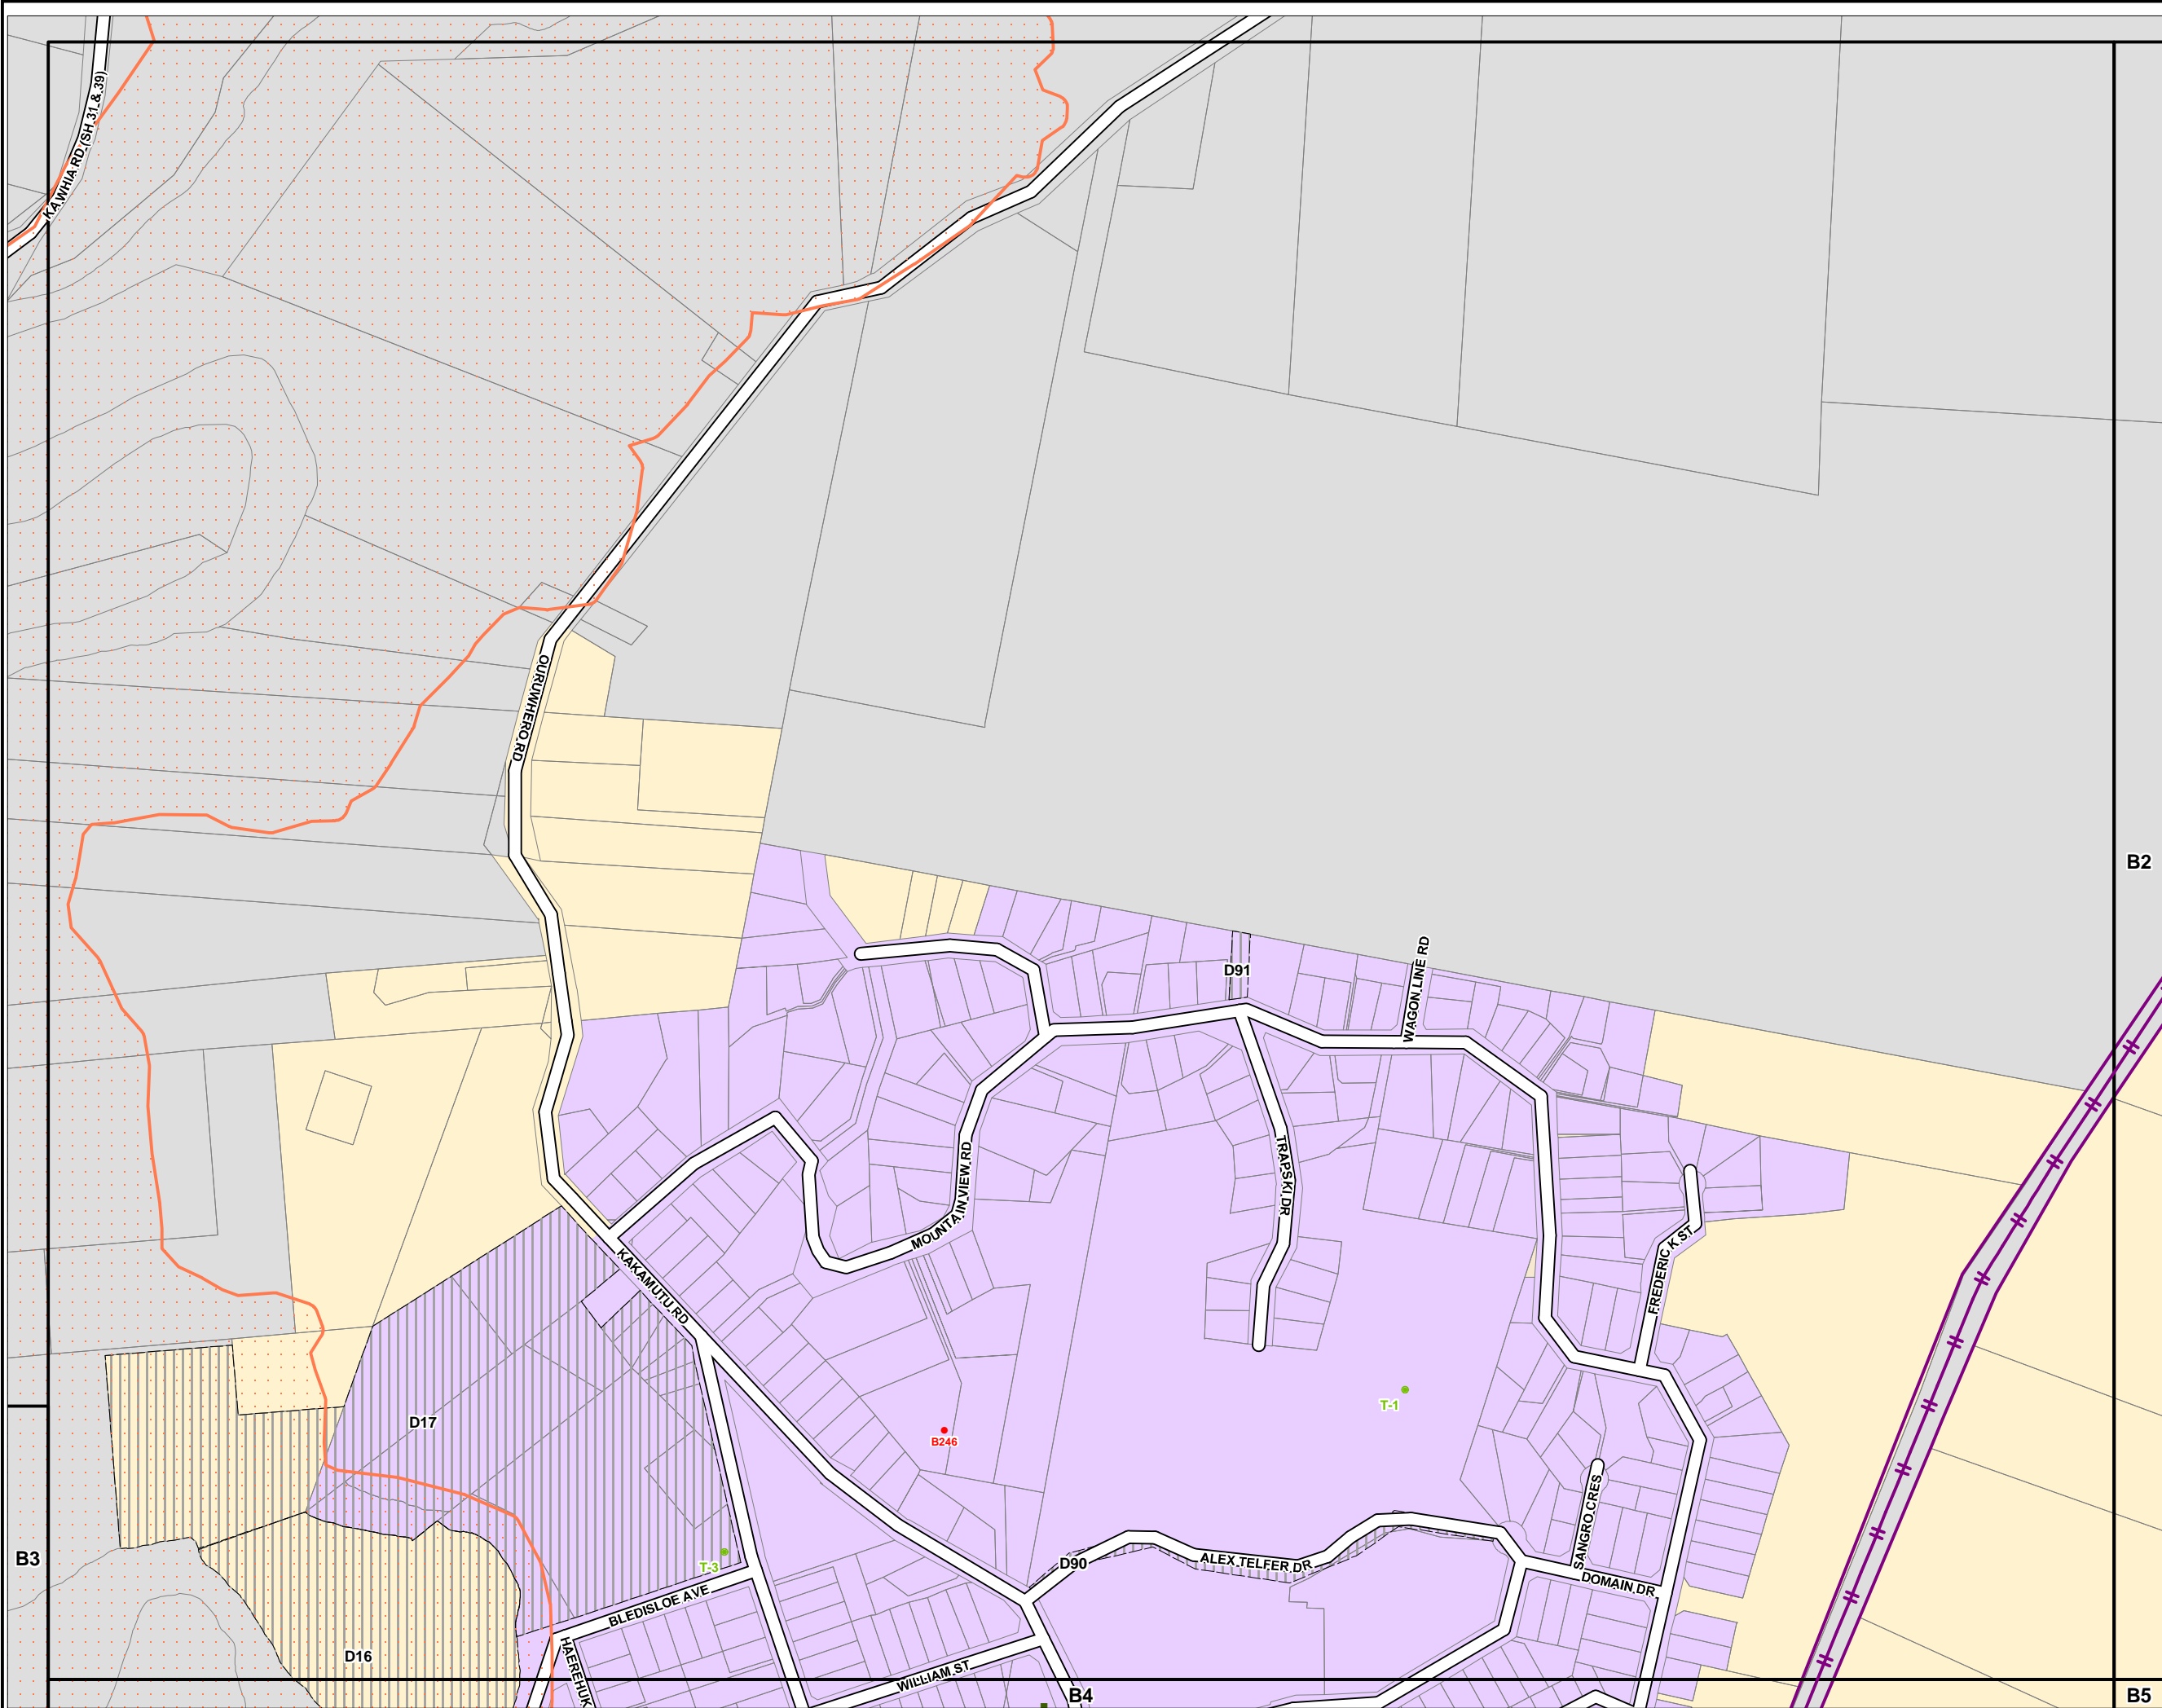 KAWHIA RD (SH 31 & 39)
OURUWHERO RD
B2
D91
WAGON LINE RD
MOUNTAIN VIEW RD
TRAPSKI DR
FREDERICK ST
KAKAMUTU RD
T-1
D17
B246
SANGRO CRES
B3
T-3
D90
ALEX TELFER DR
DOMAIN DR
BLEDISLOE AVE
D16
HAEREHUK
WILLIAM ST
B4
B5